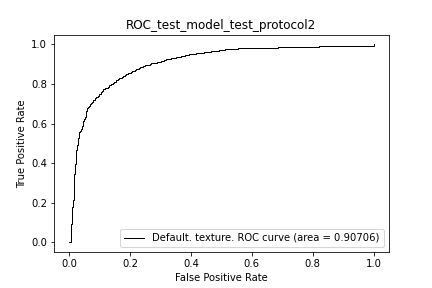 ROC_test_model_test_protocol2
True Positive Rate
1.0
0.8
0.6
0.4
0.2
0.0
Default. texture. ROC curve (area = 0.90706)
0.0 0.2 0.4 0.6 0.8 1.0
False Positive Rate